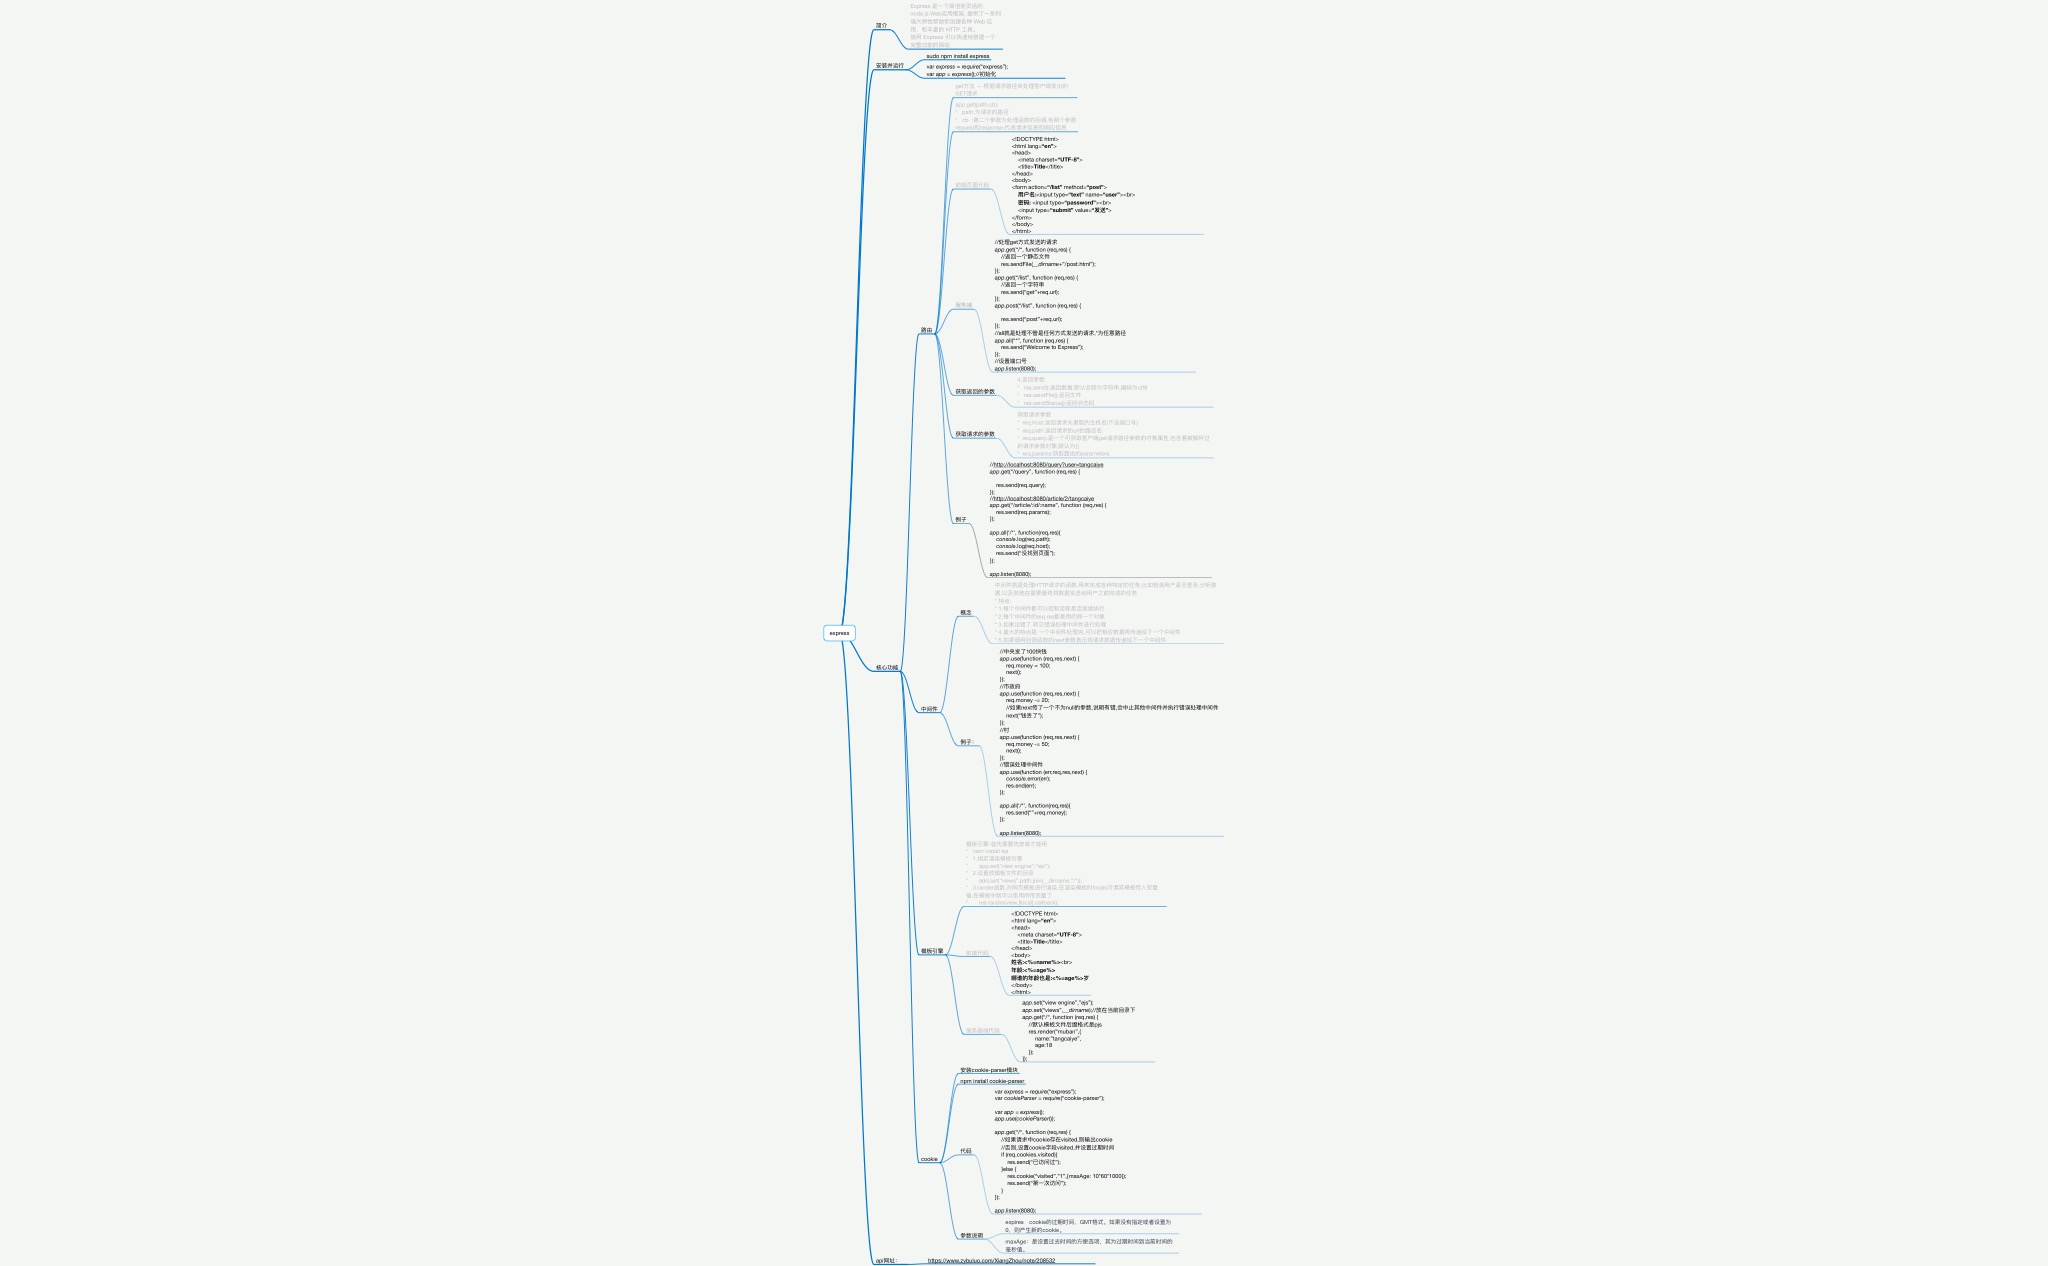 express
简介
Express 是一个简洁而灵活的
node.js Web应用框架, 提供了一系列
强大特性帮助你创建各种 Web 应
用，和丰富的 HTTP 工具。
使用 Express 可以快速地搭建一个
完整功能的网站
安装并运行
sudo npm install express
var express = require("express");
var app = express();//初始化
核心功能
路由
get方法 — 根据请求路径来处理客户端发出的
GET请求
app.get(path,cb);
* path:为请求的路径
* cb :第二个参数为处理函数的回调,有两个参数
request和response,代表请求信息和响应信息
前端页面代码
<!DOCTYPE html>
<html lang="en">
<head>
<meta charset="UTF-8">
<title>Title</title>
</head>
<body>
<form action="/list" method="post">
用户名:<input type="text" name="user"><br>
密码: <input type="password"><br>
<input type="submit" value="发送">
</form>
</body>
</html>
服务端
//处理get方式发送的请求
app.get("/", function (req,res) {
//返回一个静态文件
res.sendFile(__dirname+"/post.html");
});
app.get("/list", function (req,res) {
//返回一个字符串
res.send("get"+req.url);
});
app.post("/list", function (req,res) {
res.send("post"+req.url);
});
//all就是处理不管是任何方式发送的请求,*为任意路径
app.all("*", function (req,res) {
res.send("Welcome to Express");
});
//设置端口号
app.listen(8080);
获取返回的参数
4.返回参数
* res.send():返回数据,默认会转为字符串,编码为utf8
* res.sendFile():返回文件
* res.sendStatus():返回状态码
获取请求的参数
获取请求参数
* req.host:返回请求头里取的主机名(不含端口号)
* req.path:返回请求的url的路径名
* req.query:是一个可获取客户端get请求路径参数的对象属性,包含着被解析过
的请求参数对象,默认为{}
* req.params:获取路由的parameters
例子
//http://localhost:8080/query?user=tangcaiye
app.get("/query", function (req,res) {
res.send(req.query);
});
//http://localhost:8080/article/2/tangcaiye
app.get("/article/:id/:name", function (req,res) {
res.send(req.params);
});
app.all('/*', function(req,res){
console.log(req.path);
console.log(req.host);
res.send("没找到页面");
});
app.listen(8080);
中间件
概念
中间件就是处理HTTP请求的函数,用来完成各种特定的任务,比如检测用户是否登录,分析数
据,以及其他在需要最终将数据发送给用户之前完成的任务
* 特点:
* 1.每个中间件都可以控制流程是否继续执行
* 2.每个中间件的req,res都是用的同一个对象
* 3.如果出错了,转交错误处理中间件进行处理
* 4.最大的特点是,一个中间件处理完,可以把相应数据再传递给下一个中间件
* 5.如果调用回调函数的next参数表示将请求数据传递给下一个中间件
例子:
//中央发了100块钱
app.use(function (req,res,next) {
req.money = 100;
next();
});
//市政府
app.use(function (req,res,next) {
req.money -= 20;
//如果next传了一个不为null的参数,说明有错,会中止其他中间件并执行错误处理中间件
next("钱丢了");
});
//村
app.use(function (req,res,next) {
req.money -= 50;
next();
});
//错误处理中间件
app.use(function (err,req,res,next) {
console.error(err);
res.end(err);
});
app.all('/*', function(req,res){
res.send(""+req.money);
});
app.listen(8080);
模板引擎
模板引擎-首先需要先安装才能用
* npm install ejs
* 1.指定渲染模板引擎
* app.set("view engine","ejs");
* 2.设置放模板文件的目录
* app.set("views",path.join(__dirname,"/"));
* 3.render函数,对网页模板进行渲染,在渲染模板时locals可谓其模板传入变量
值,在模板中就可以调用所传变量了
* res.render(view,[local],callback);
前端代码
<!DOCTYPE html>
<html lang="en">
<head>
<meta charset="UTF-8">
<title>Title</title>
</head>
<body>
姓名:<%=name%><br>
年龄:<%=age%>
哪谁的年龄也是:<%=age%>岁
</body>
</html>
服务器端代码
app.set("view engine","ejs");
app.set("views",__dirname);//放在当前目录下
app.get("/", function (req,res) {
//默认模板文件后缀格式是ejs
res.render("muban",{
name:"tangcaiye",
age:18
});
});
cookie
安装cookie-parser模块
npm install cookie-parser
代码
var express = require("express");
var cookieParser = require("cookie-parser");
var app = express();
app.use(cookieParser());
app.get("/", function (req,res) {
//如果请求中cookie存在visited,则输出cookie
//否则,设置cookie字段visited,并设置过期时间
if (req.cookies.visited){
res.send("已访问过");
}else {
res.cookie("visited","1",{maxAge: 10*60*1000});
res.send("第一次访问");
}
});
app.listen(8080);
参数说明
expires cookie的过期时间，GMT格式。如果没有指定或者设置为
0，则产生新的cookie。
maxAge：是设置过去时间的方便选项，其为过期时间到当前时间的
毫秒值。
api网址：
https://www.zybuluo.com/XiangZhou/note/208532